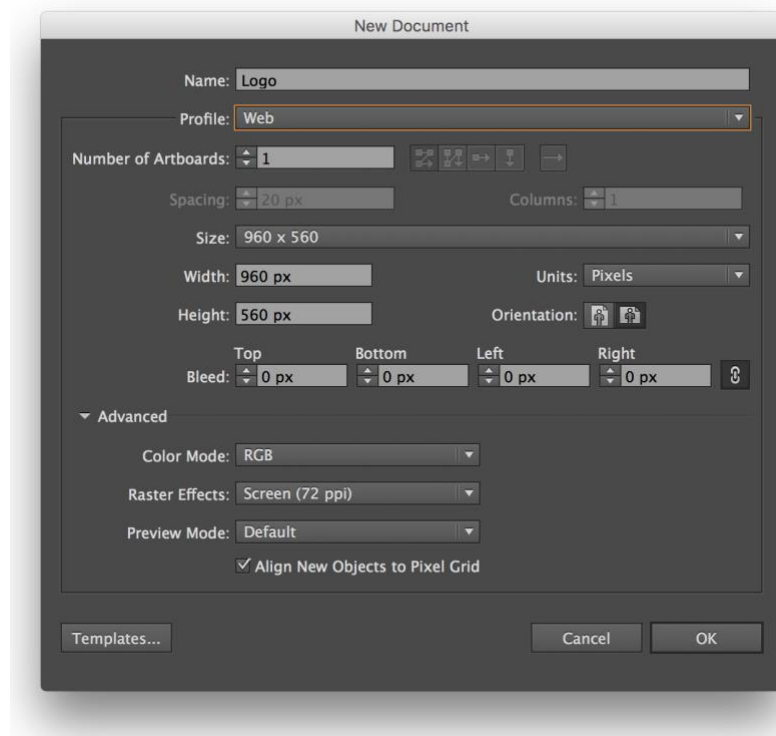 New Document
Name: Logo
Profile: Web
Number of Artboards: 1
Spacing: 20 px Columns: 1
Size: 960 x 560
Width: 960 px Units: Pixels
Height: 560 px Orientation:
Top Bottom Left Right
Bleed: 0 px 0 px 0 px 0 px
Advanced
Color Mode: RGB
Raster Effects: Screen (72 ppi)
Preview Mode: Default
Align New Objects to Pixel Grid
Templates... Cancel OK